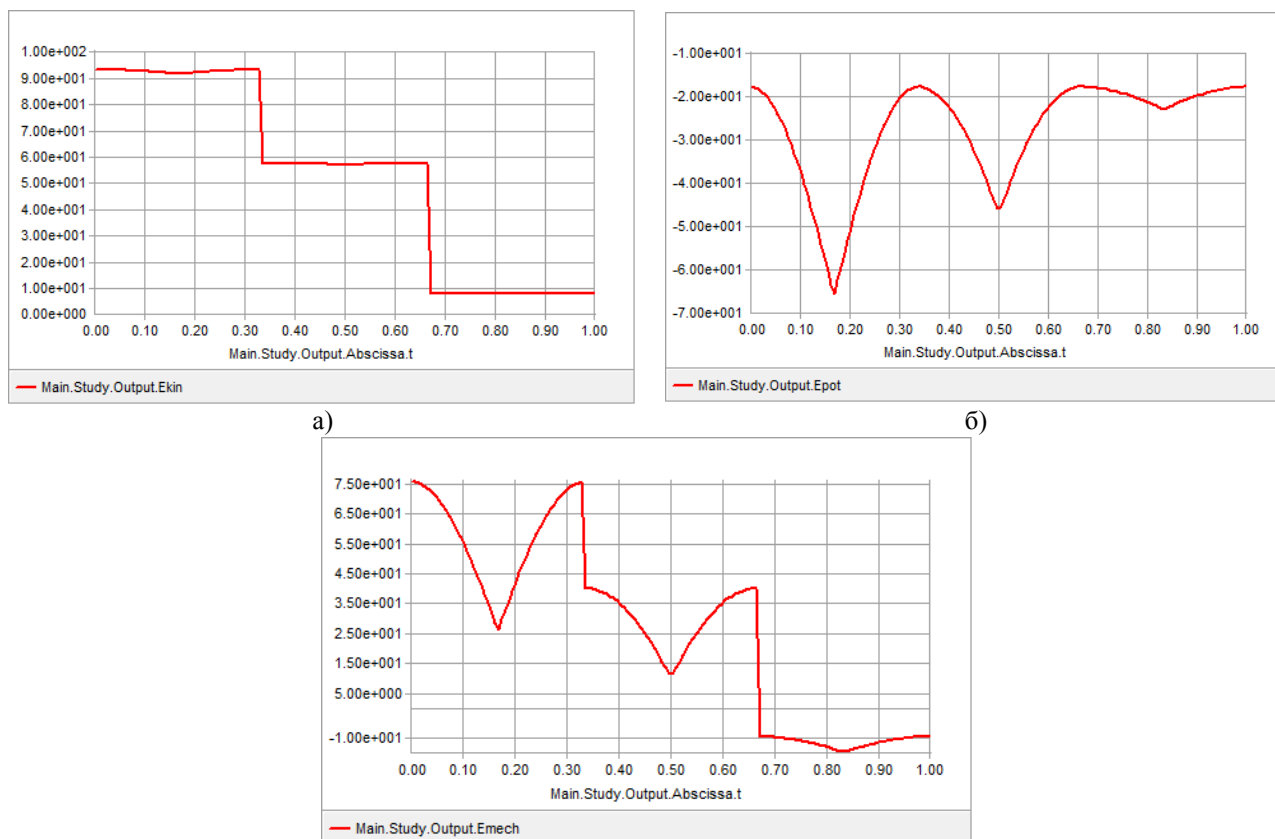 1.00e+002
9.00e+001
8.00e+001
7.00e+001
6.00e+001
5.00e+001
4.00e+001
3.00e+001
2.00e+001
1.00e+001
0.00e+000
0.00 0.10 0.20 0.30 0.40 0.50 0.60 0.70 0.80 0.90 1.00
Main.Study.Output.Abscissa.t
Main.Study.Output.Ekin
а)
-1.00e+001
-2.00e+001
-3.00e+001
-4.00e+001
-5.00e+001
-6.00e+001
-7.00e+001
0.00 0.10 0.20 0.30 0.40 0.50 0.60 0.70 0.80 0.90 1.00
Main.Study.Output.Abscissa.t
Main.Study.Output.Epot
б)
7.50e+001
6.50e+001
5.50e+001
4.50e+001
3.50e+001
2.50e+001
1.50e+001
5.00e+000
-1.00e+001
0.00 0.10 0.20 0.30 0.40 0.50 0.60 0.70 0.80 0.90 1.00
Main.Study.Output.Abscissa.t
Main.Study.Output.Emech